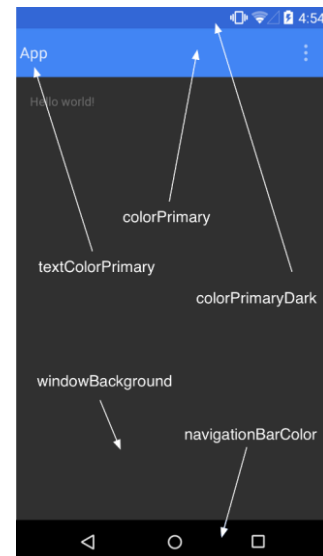 4:54
App
Hello world!
colorPrimary
textColorPrimary
colorPrimaryDark
windowBackground
navigationBarColor